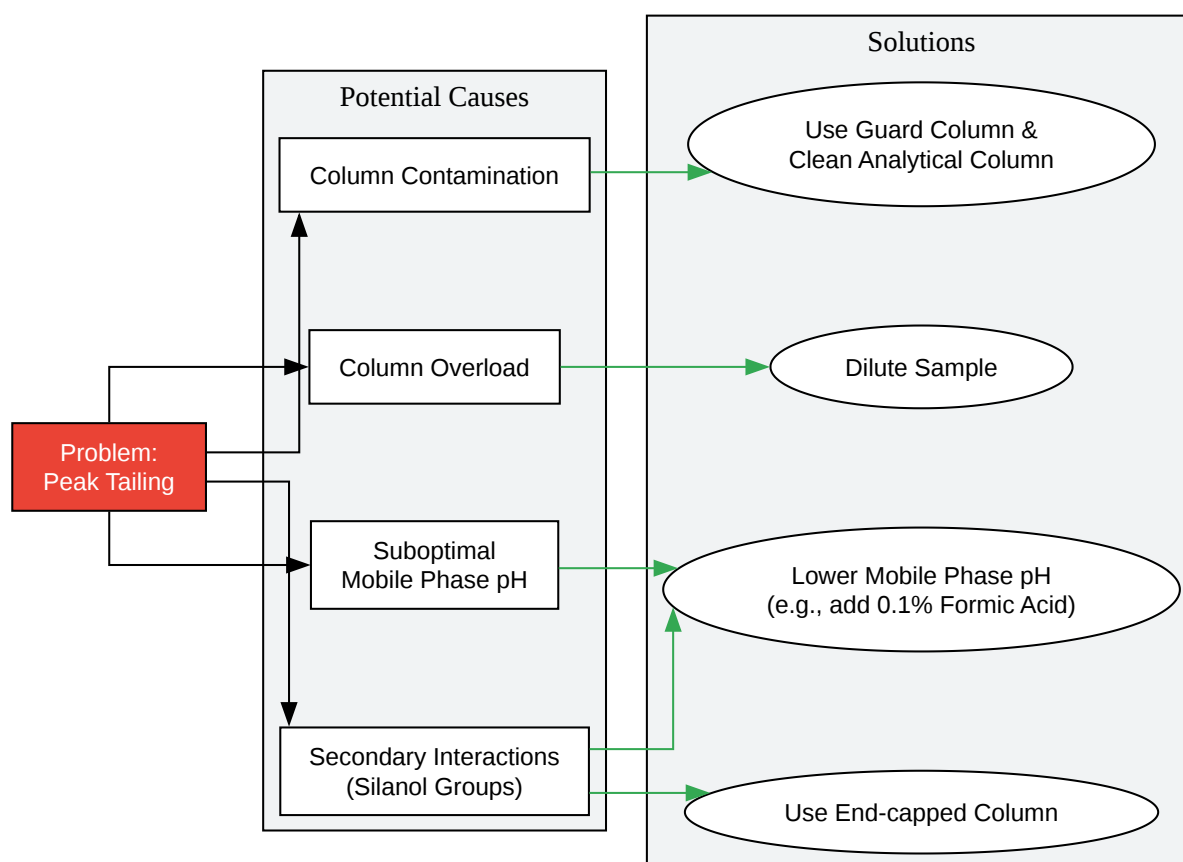 Problem:
Peak Tailing
Potential Causes
Column Contamination
Column Overload
Suboptimal
Mobile Phase pH
Secondary Interactions
(Silanol Groups)
Solutions
Use Guard Column &
Clean Analytical Column
Dilute Sample
Lower Mobile Phase pH
(e.g., add 0.1% Formic Acid)
Use End-capped Column